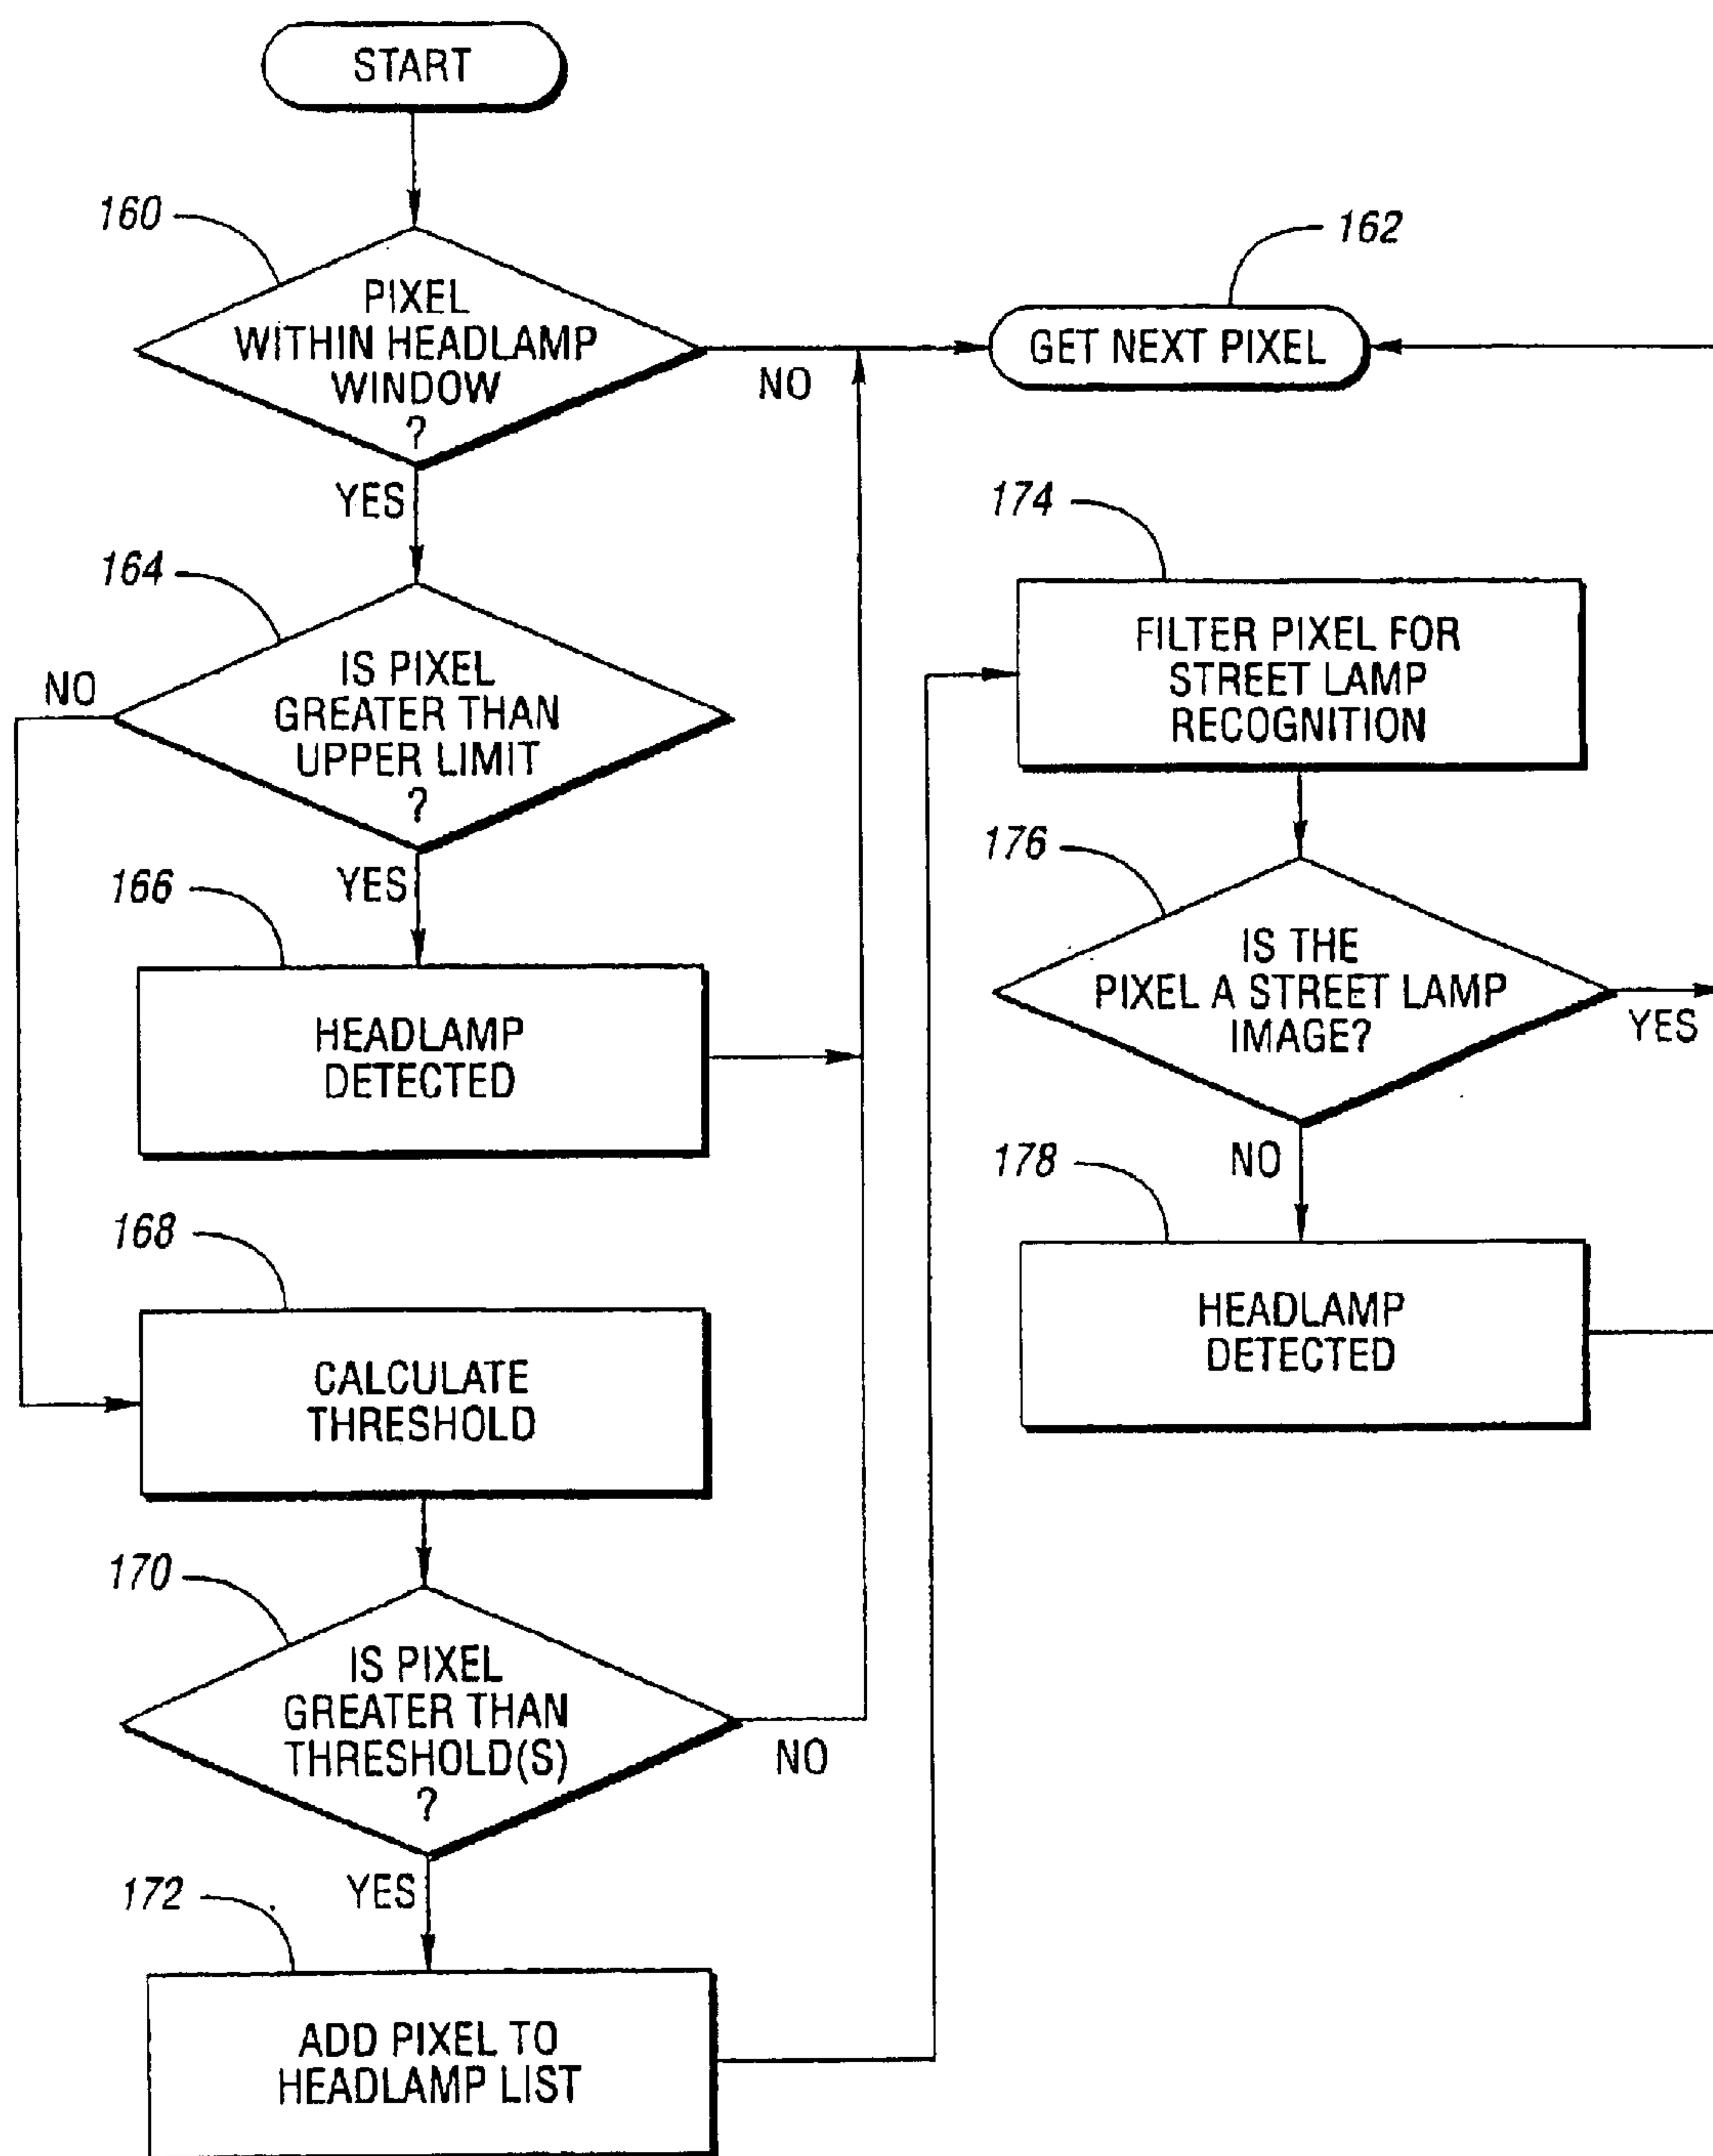 START
160
PIXEL
WITHIN HEADLAMP
WINDOW
?
NO
YES
162
GET NEXT PIXEL
164
IS PIXEL
GREATER THAN
UPPER LIMIT
?
NO
YES
166
HEADLAMP
DETECTED
168
CALCULATE
THRESHOLD
170
IS PIXEL
GREATER THAN
THRESHOLD(S)
?
NO
YES
172
ADD PIXEL TO
HEADLAMP LIST
174
FILTER PIXEL FOR
STREET LAMP
RECOGNITION
176
IS THE
PIXEL A STREET LAMP
IMAGE?
YES
NO
178
HEADLAMP
DETECTED